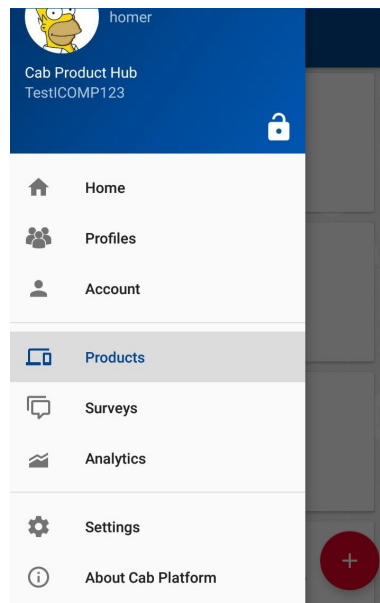 homer
Cab Product Hub
TestICOMP123
Home
Profiles
Account
Products
Surveys
Analytics
Settings
About Cab Platform